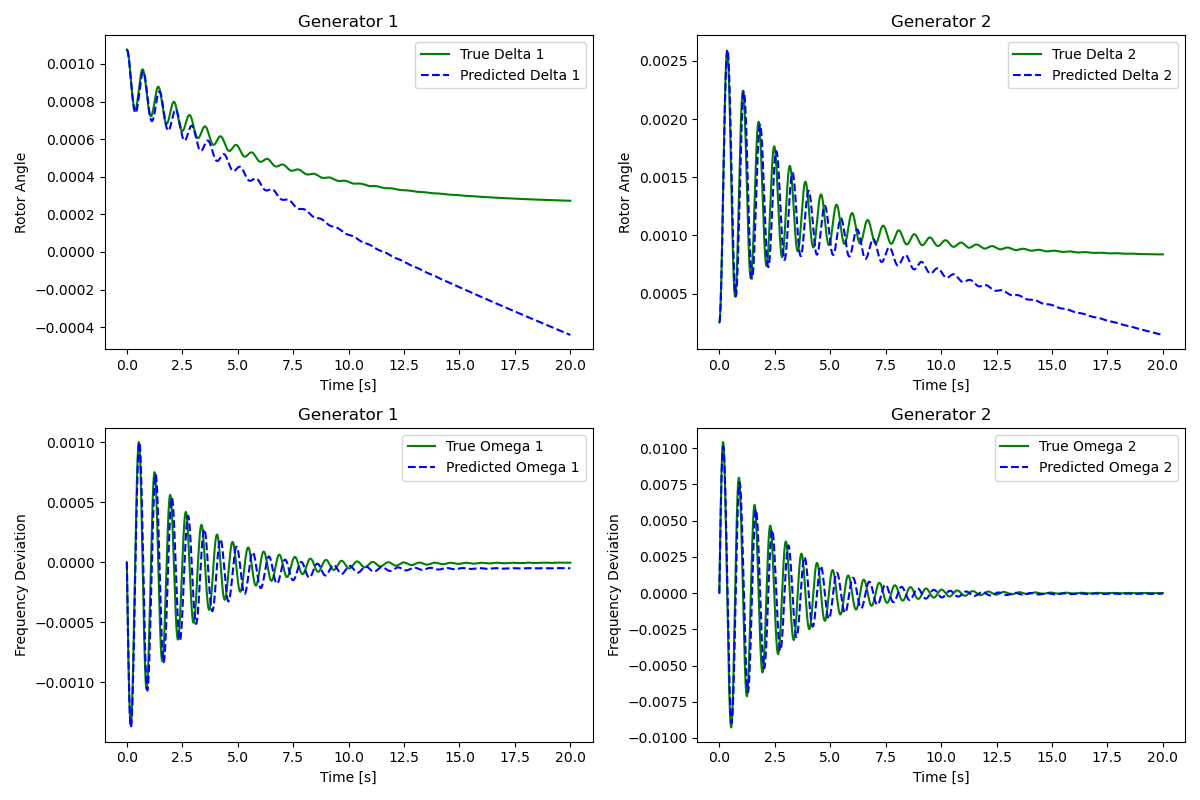 Generator 1
True Delta 1
Predicted Delta 1
0.0010
0.0008
0.0006
0.0004
0.0002
0.0000
−0.0002
−0.0004
Rotor Angle
0.0 2.5 5.0 7.5 10.0 12.5 15.0 17.5 20.0
Time [s]
Generator 2
True Delta 2
Predicted Delta 2
0.0025
0.0020
0.0015
0.0010
0.0005
Rotor Angle
0.0 2.5 5.0 7.5 10.0 12.5 15.0 17.5 20.0
Time [s]
Generator 1
True Omega 1
Predicted Omega 1
0.0010
0.0005
0.0000
−0.0005
−0.0010
Frequency Deviation
0.0 2.5 5.0 7.5 10.0 12.5 15.0 17.5 20.0
Time [s]
Generator 2
True Omega 2
Predicted Omega 2
0.0100
0.0075
0.0050
0.0025
0.0000
−0.0025
−0.0050
−0.0075
−0.0100
Frequency Deviation
0.0 2.5 5.0 7.5 10.0 12.5 15.0 17.5 20.0
Time [s]